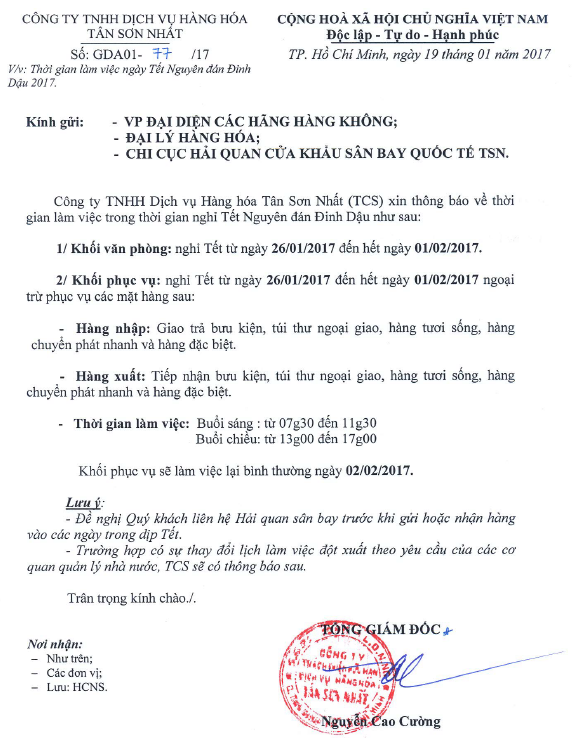 CÔNG TY TNHH DỊCH VỤ HÀNG HÓA
TÂN SƠN NHẤT
Số: GDA01- 77 /17
V/v: Thời gian làm việc ngày Tết Nguyên đán Đinh
Dậu 2017.
CỘNG HOÀ XÃ HỘI CHỦ NGHĨA VIỆT NAM
Độc lập - Tự do - Hạnh phúc
TP. Hồ Chí Minh, ngày 19 tháng 01 năm 2017
Kính gửi: - VP ĐẠI DIỆN CÁC HÃNG HÀNG KHÔNG;
- ĐẠI LÝ HÀNG HÓA;
- CHI CỤC HẢI QUAN CỬA KHẨU SÂN BAY QUỐC TẾ TSN.
Công ty TNHH Dịch vụ Hàng hóa Tân Sơn Nhất (TCS) xin thông báo về thời
gian làm việc trong thời gian nghỉ Tết Nguyên đán Đinh Dậu như sau:
1/ Khối văn phòng: nghỉ Tết từ ngày 26/01/2017 đến hết ngày 01/02/2017.
2/ Khối phục vụ: nghỉ Tết từ ngày 26/01/2017 đến hết ngày 01/02/2017 ngoại
trừ phục vụ các mặt hàng sau:
- Hàng nhập: Giao trả bưu kiện, túi thư ngoại giao, hàng tươi sống, hàng
chuyển phát nhanh và hàng đặc biệt.
- Hàng xuất: Tiếp nhận bưu kiện, túi thư ngoại giao, hàng tươi sống, hàng
chuyển phát nhanh và hàng đặc biệt.
- Thời gian làm việc: Buổi sáng : từ 07g30 đến 11g30
Buổi chiều: từ 13g00 đến 17g00
Khối phục vụ sẽ làm việc lại bình thường ngày 02/02/2017.
Lưu ý:
- Đề nghị Quý khách liên hệ Hải quan sân bay trước khi gửi hoặc nhận hàng
vào các ngày trong dịp Tết.
- Trường hợp có sự thay đổi lịch làm việc đột xuất theo yêu cầu của các cơ
quan quản lý nhà nước, TCS sẽ có thông báo sau.
Trân trọng kính chào./.
TỔNG GIÁM ĐỐC
Nơi nhận:
– Như trên;
– Các đơn vị;
– Lưu: HCNS.
CÔNG TY
TRÁCH NHIỆM HỮU HẠN
DỊCH VỤ HÀNG HÓA
TÂN SƠN NHẤT
Nguyễn Cao Cường